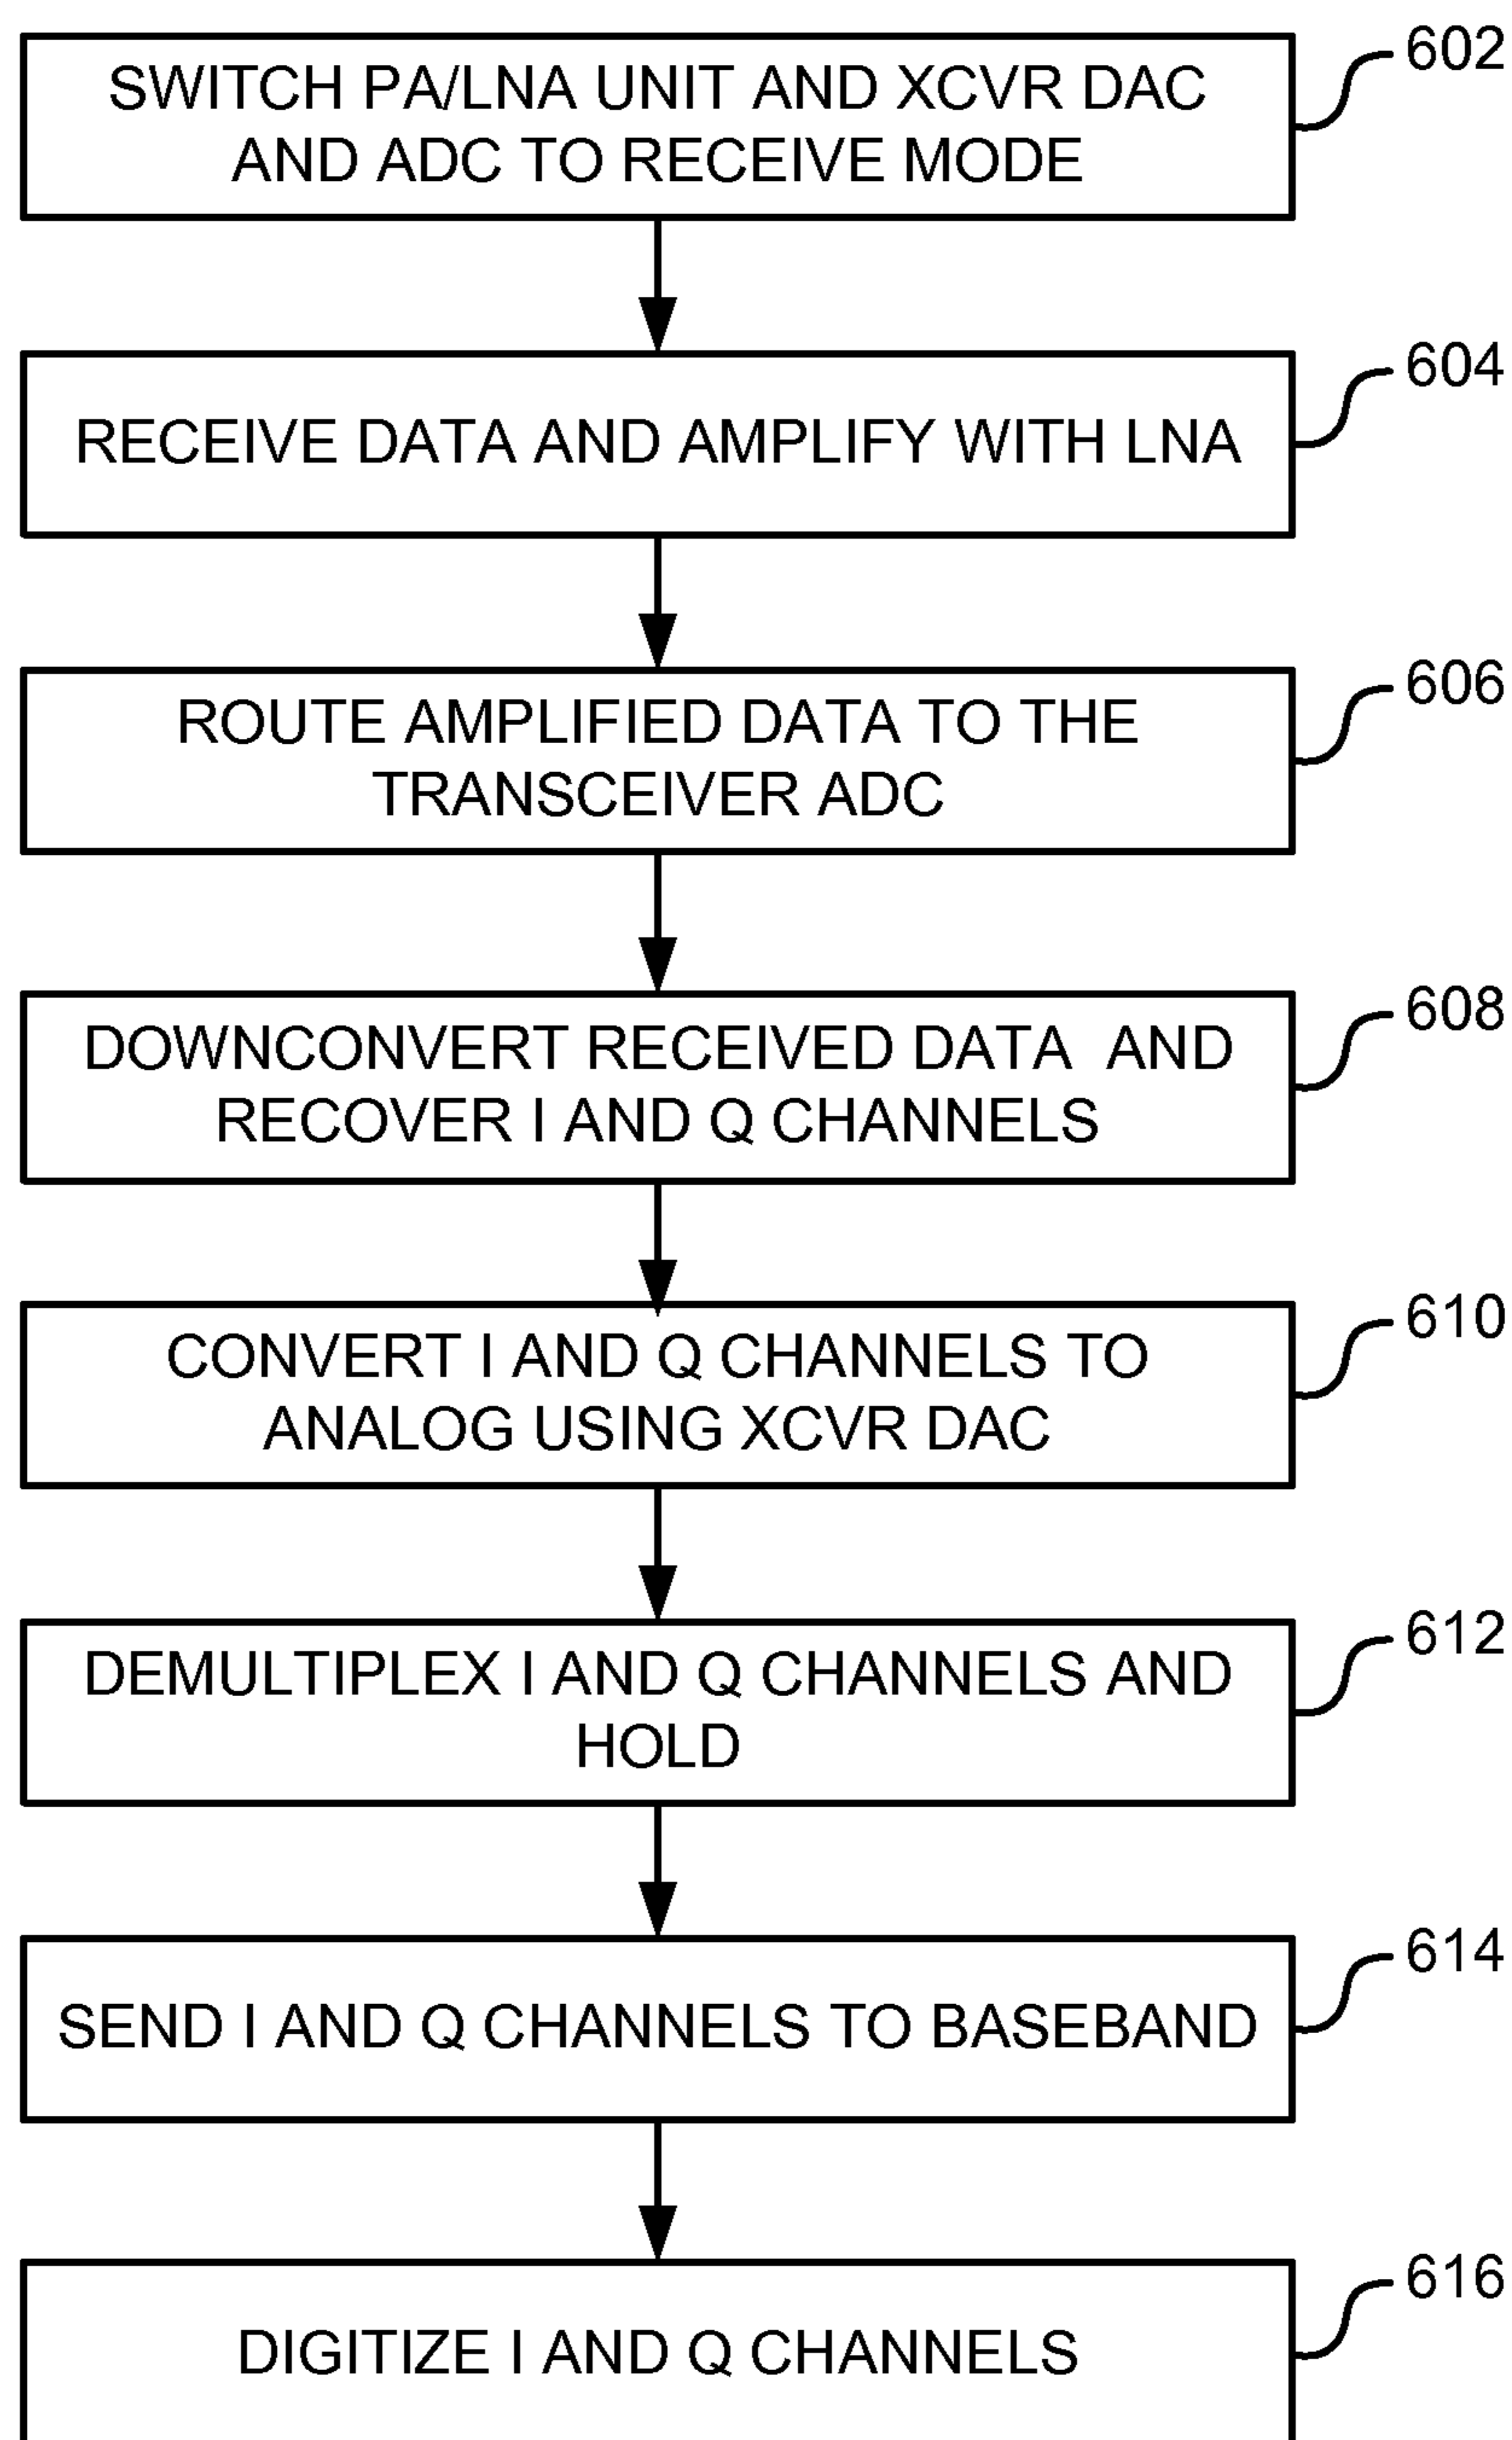 SWITCH PA/LNA UNIT AND XCVR DAC
AND ADC TO RECEIVE MODE
602
RECEIVE DATA AND AMPLIFY WITH LNA
604
ROUTE AMPLIFIED DATA TO THE
TRANSCEIVER ADC
606
DOWNCONVERT RECEIVED DATA AND
RECOVER I AND Q CHANNELS
608
CONVERT I AND Q CHANNELS TO
ANALOG USING XCVR DAC
610
DEMULTIPLEX I AND Q CHANNELS AND
HOLD
612
SEND I AND Q CHANNELS TO BASEBAND
614
DIGITIZE I AND Q CHANNELS
616